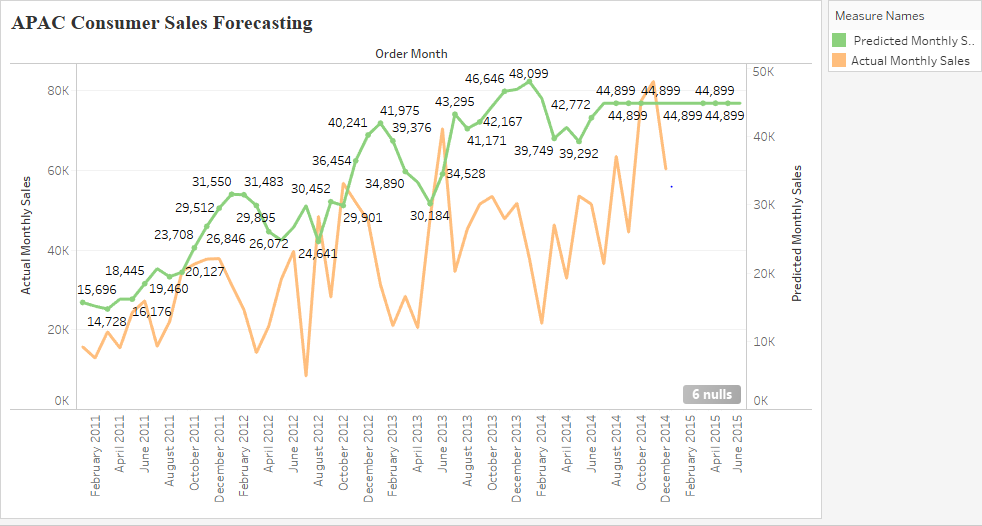 APAC Consumer Sales Forecasting
Measure Names
Predicted Monthly S..
Actual Monthly Sales
Order Month
Actual Monthly Sales
80K
60K
40K
20K
0K
50K
40K
30K
20K
10K
0K
Predicted Monthly Sales
15,696
14,728
18,445
16,176
19,460
23,708
20,127
29,512
26,846
31,550
29,895
31,483
26,072
30,452
24,641
36,454
29,901
40,241
34,890
41,975
39,376
30,184
34,528
43,295
41,171
42,167
46,646
48,099
39,749
42,772
39,292
44,899
44,899
44,899
44,899
44,899
44,899
6 nulls
February 2011
April 2011
June 2011
August 2011
October 2011
December 2011
February 2012
April 2012
June 2012
August 2012
October 2012
December 2012
February 2013
April 2013
June 2013
August 2013
October 2013
December 2013
February 2014
April 2014
June 2014
August 2014
October 2014
December 2014
February 2015
April 2015
June 2015